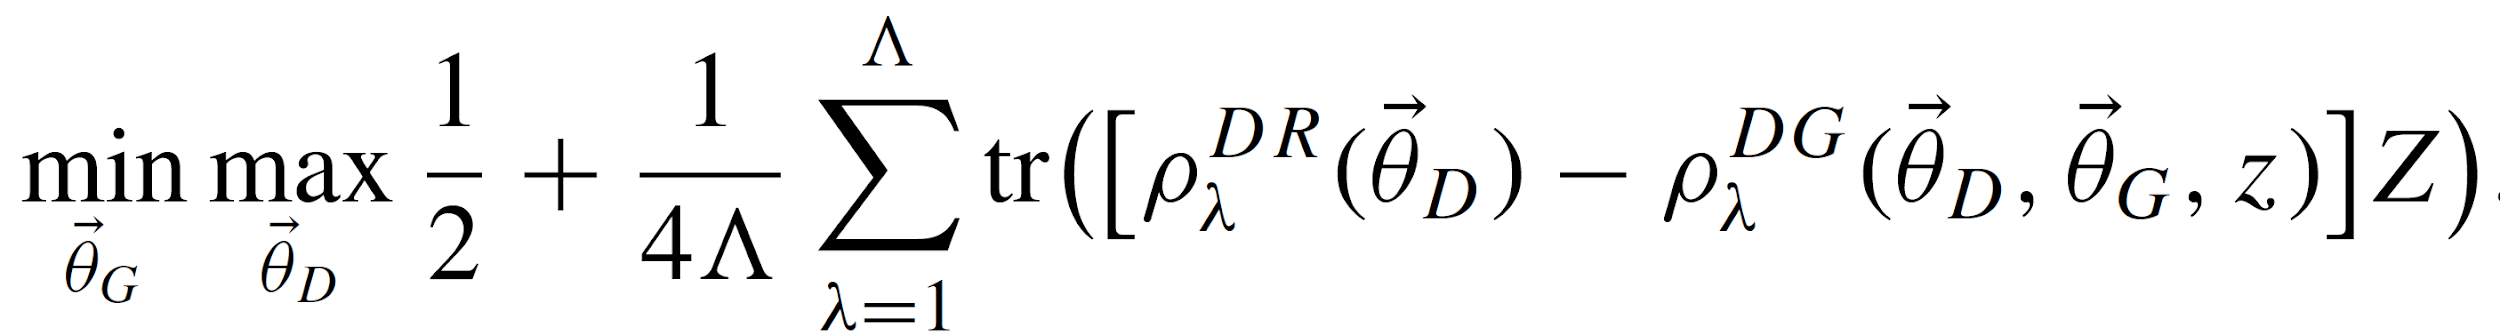 \min_{\vec{\theta}_G} \max_{\vec{\theta}_D} \frac{1}{2} + \frac{1}{4\Lambda} \sum_{\lambda=1}^{\Lambda} \mathrm{tr}([\rho_{\lambda}^{DR}(\vec{\theta}_D) - \rho_{\lambda}^{DG}(\vec{\theta}_D, \vec{\theta}_G, z)]Z).